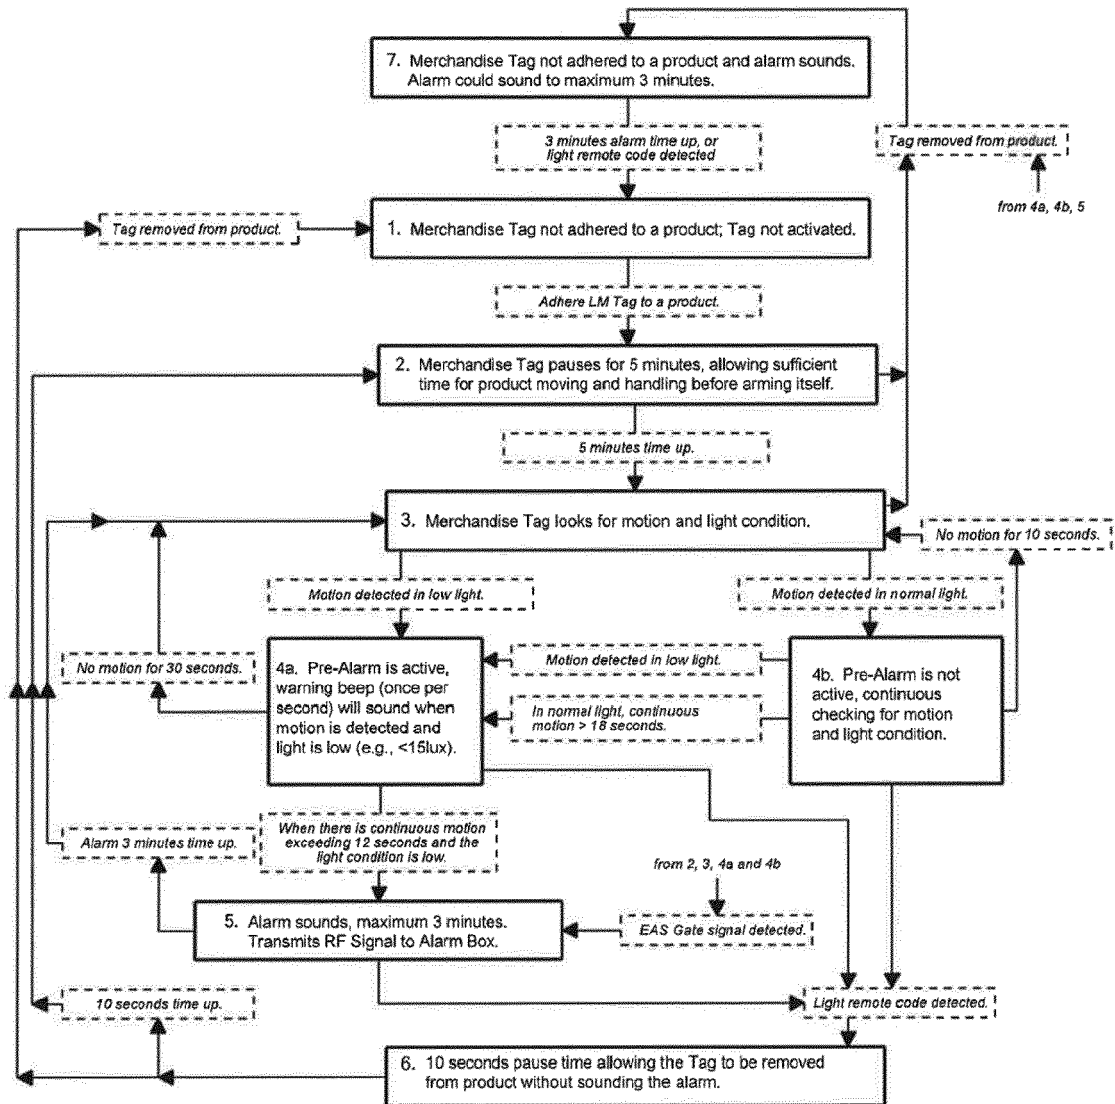 7. Merchandise Tag not adhered to a product and alarm sounds.
Alarm could sound to maximum 3 minutes.
3 minutes alarm time up, or
light remote code detected
Tag removed from product.
from 4a, 4b, 5
Tag removed from product.
1. Merchandise Tag not adhered to a product; Tag not activated.
Adhere LM Tag to a product.
2. Merchandise Tag pauses for 5 minutes, allowing sufficient
time for product moving and handling before arming itself.
5 minutes time up.
3. Merchandise Tag looks for motion and light condition.
No motion for 10 seconds.
Motion detected in low light.
Motion detected in normal light.
No motion for 30 seconds.
4a. Pre-Alarm is active,
warning beep (once per
second) will sound when
motion is detected and
light is low (e.g., <15lux).
Motion detected in low light.
In normal light, continuous
motion > 18 seconds.
4b. Pre-Alarm is not
active, continuous
checking for motion
and light condition.
Alarm 3 minutes time up.
When there is continuous motion
exceeding 12 seconds and the
light condition is low.
from 2, 3, 4a and 4b
5. Alarm sounds, maximum 3 minutes.
Transmits RF Signal to Alarm Box.
EAS Gate signal detected.
10 seconds time up.
Light remote code detected.
6. 10 seconds pause time allowing the Tag to be removed
from product without sounding the alarm.